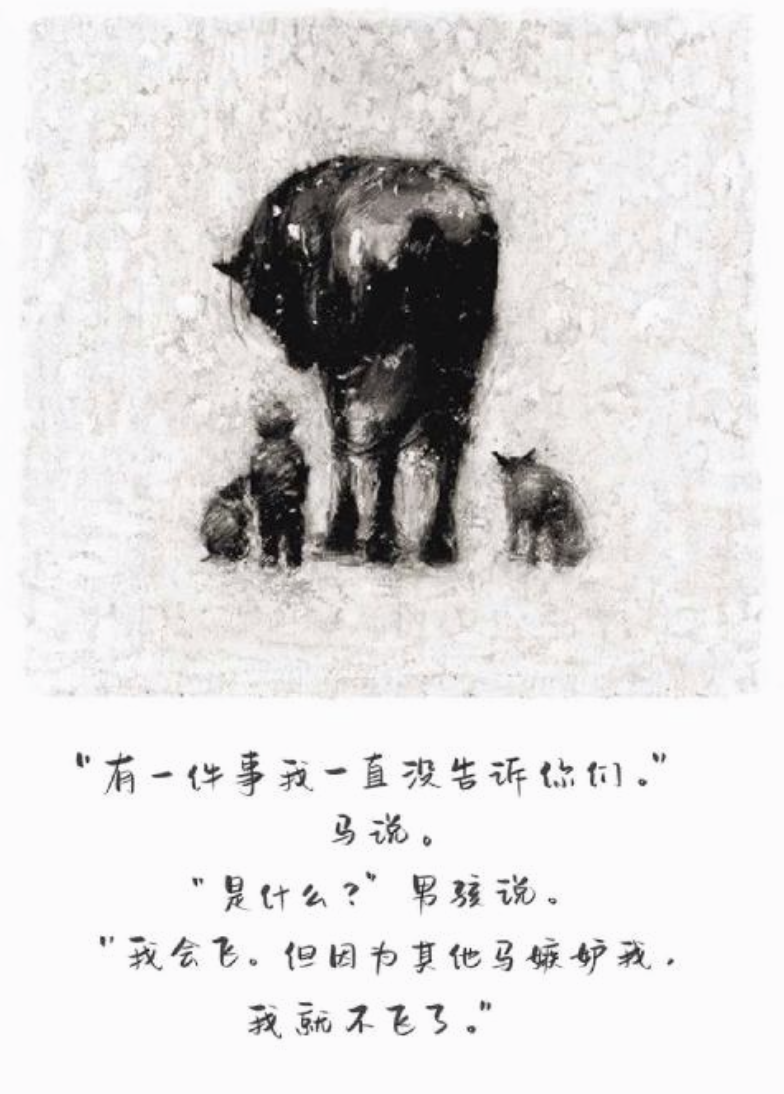 "有一件事我一直没告诉你们。"
马说。
"是什么？" 男孩说。
"我会飞。但因为其他马嫉妒我，
我就不飞了。"